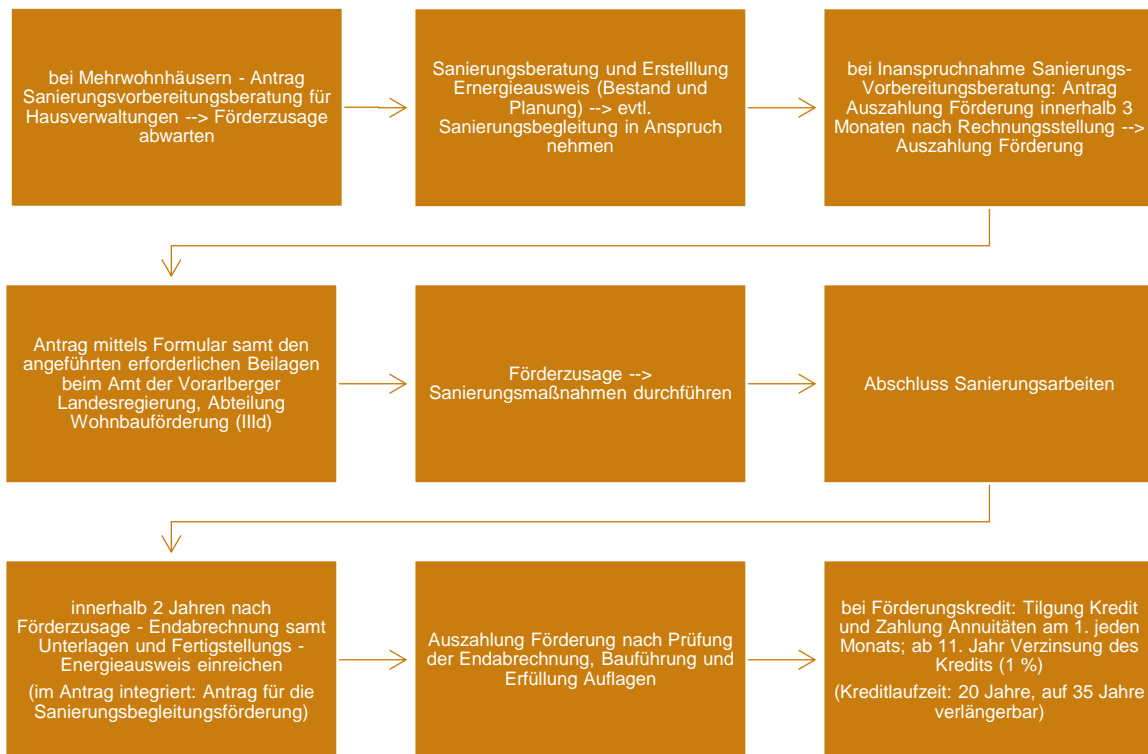 bei Mehrwohnhäusern - Antrag
Sanierungsvorbereitungsberatung für
Hausverwaltungen --> Förderzusage
abwarten
Sanierungsberatung und Erstelllung
Ernergieausweis (Bestand und
Planung) --> evtl.
Sanierungsbegleitung in Anspruch
nehmen
bei Inanspruchnahme Sanierungs-
Vorbereitungsberatung: Antrag
Auszahlung Förderung innerhalb 3
Monaten nach Rechnungsstellung -->
Auszahlung Förderung
Antrag mittels Formular samt den
angeführten erforderlichen Beilagen
beim Amt der Vorarlberger
Landesregierung, Abteilung
Wohnbauförderung (IIId)
Förderzusage -->
Sanierungsmaßnahmen durchführen
Abschluss Sanierungsarbeiten
innerhalb 2 Jahren nach
Förderzusage - Endabrechnung samt
Unterlagen und Fertigstellungs -
Energieausweis einreichen
(im Antrag integriert: Antrag für die
Sanierungsbegleitungsförderung)
Auszahlung Förderung nach Prüfung
der Endabrechnung, Bauführung und
Erfüllung Auflagen
bei Förderungskredit: Tilgung Kredit
und Zahlung Annuitäten am 1. jeden
Monats; ab 11. Jahr Verzinsung des
Kredits (1 %)
(Kreditlaufzeit: 20 Jahre, auf 35 Jahre
verlängerbar)